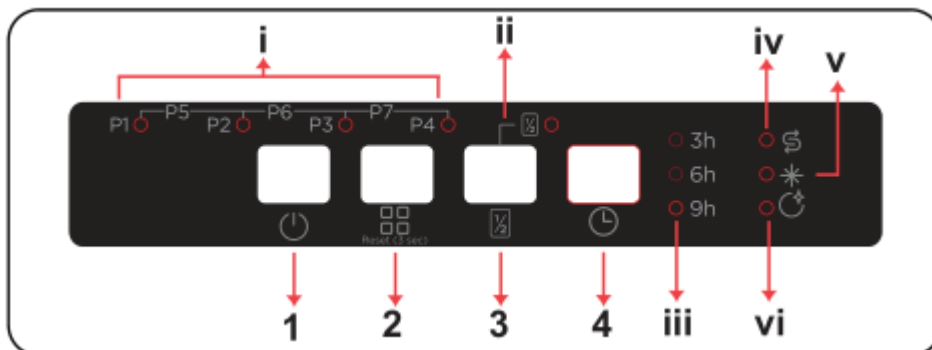 i ii iv v
P5 P6 P7
P1 P2 P3 P4 ½
3h
6h
9h
Reset (3 sec) ½
1 2 3 4 iii vi